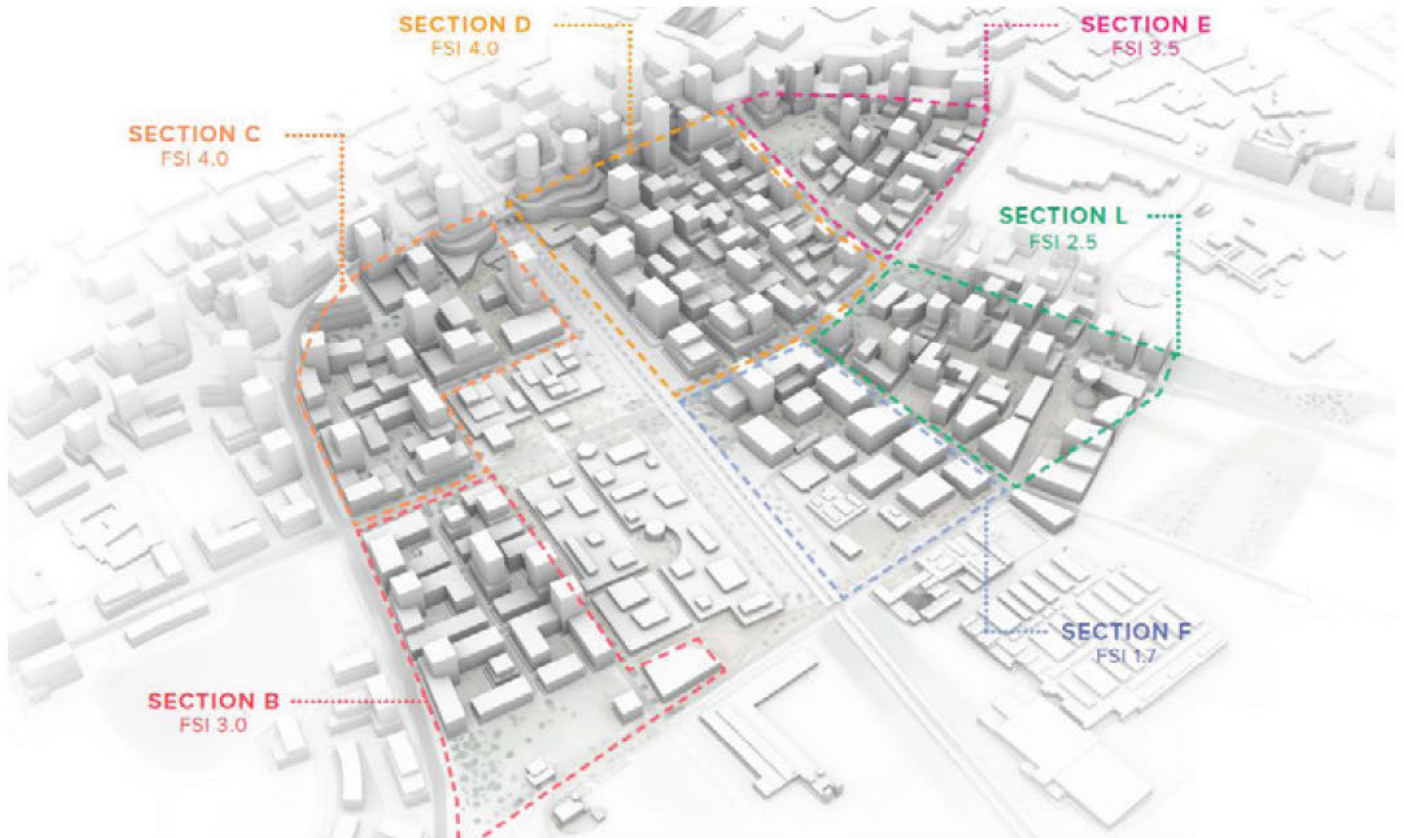 SECTION D
FSI 4.0
SECTION E
FSI 3.5
SECTION C
FSI 4.0
SECTION L
FSI 2.5
SECTION F
FSI 1.7
SECTION B
FSI 3.0